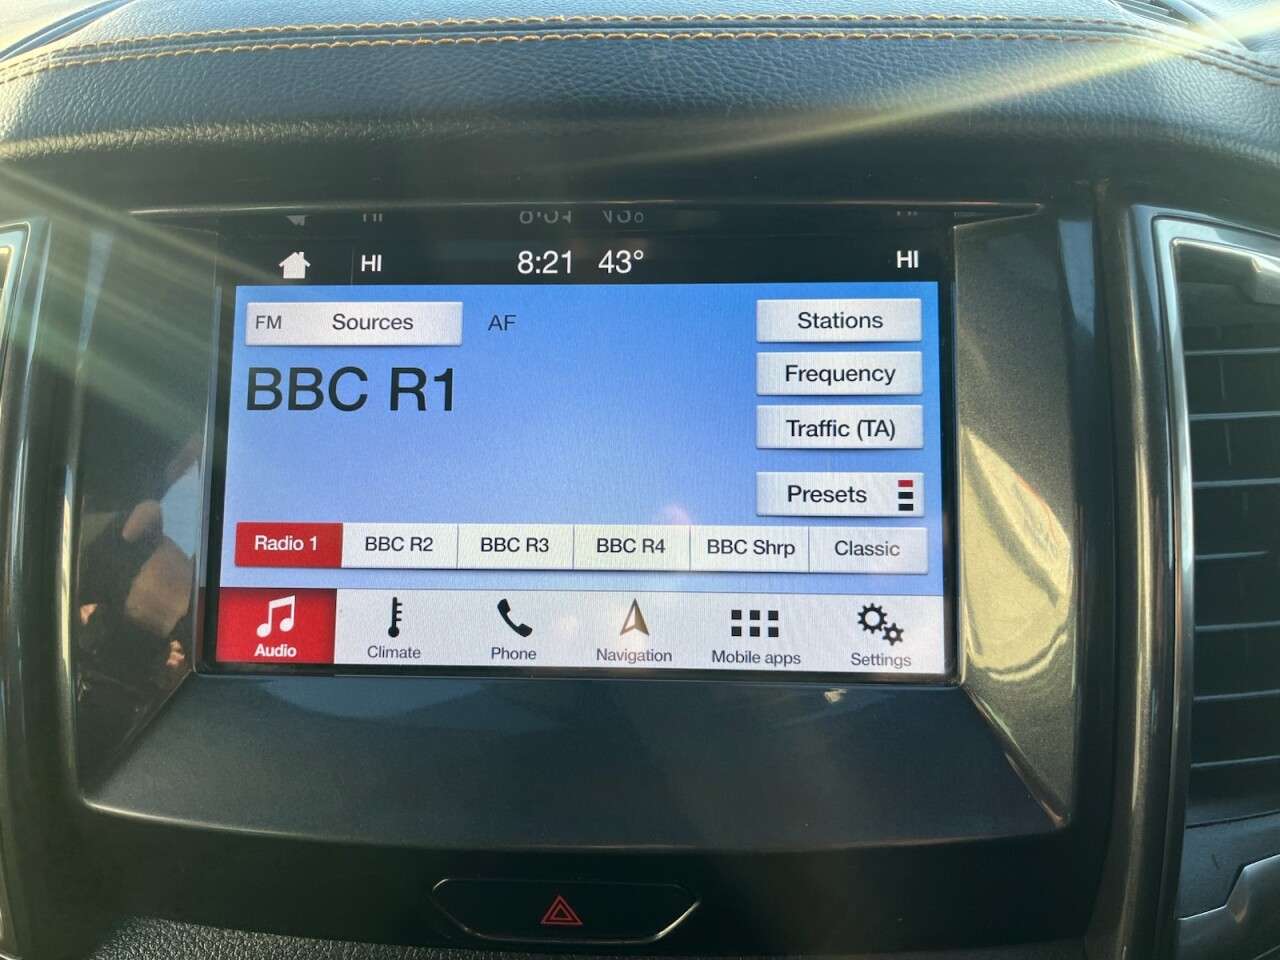 HI 8:21 43° HI
FM Sources AF Stations
BBC R1
Frequency
Traffic (TA)
Presets
Radio 1 BBC R2 BBC R3 BBC R4 BBC Shrp Classic
Audio Climate Phone Navigation Mobile apps Settings